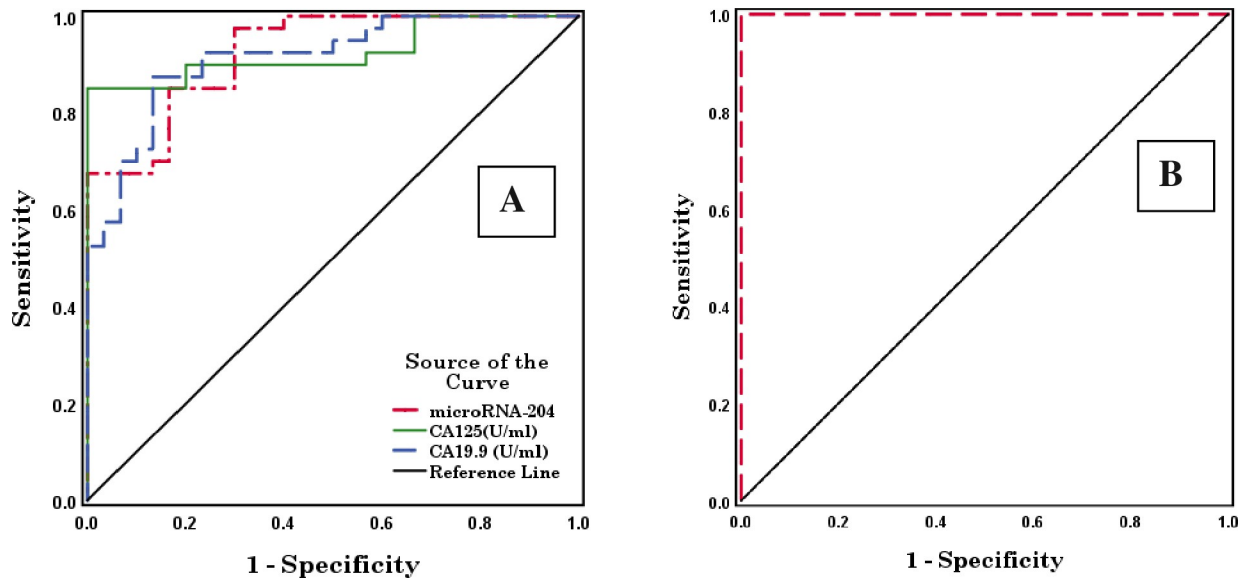 1.0
0.8
0.6
0.4
0.2
0.0
Sensitivity
A
Source of the
Curve
microRNA-204
CA125(U/ml)
CA19.9 (U/ml)
Reference Line
0.0 0.2 0.4 0.6 0.8 1.0
1 - Specificity
1.0
0.8
0.6
0.4
0.2
0.0
Sensitivity
B
0.0 0.2 0.4 0.6 0.8 1.0
1 - Specificity